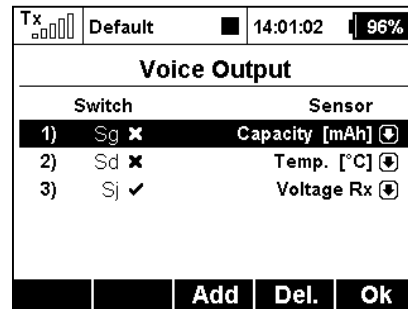 Tx Default 14:01:02 96%
Voice Output
Switch Sensor
1) Sg ✖ Capacity [mAh]
2) Sd ✖ Temp. [°C]
3) Sj ✔ Voltage Rx
Add Del. Ok